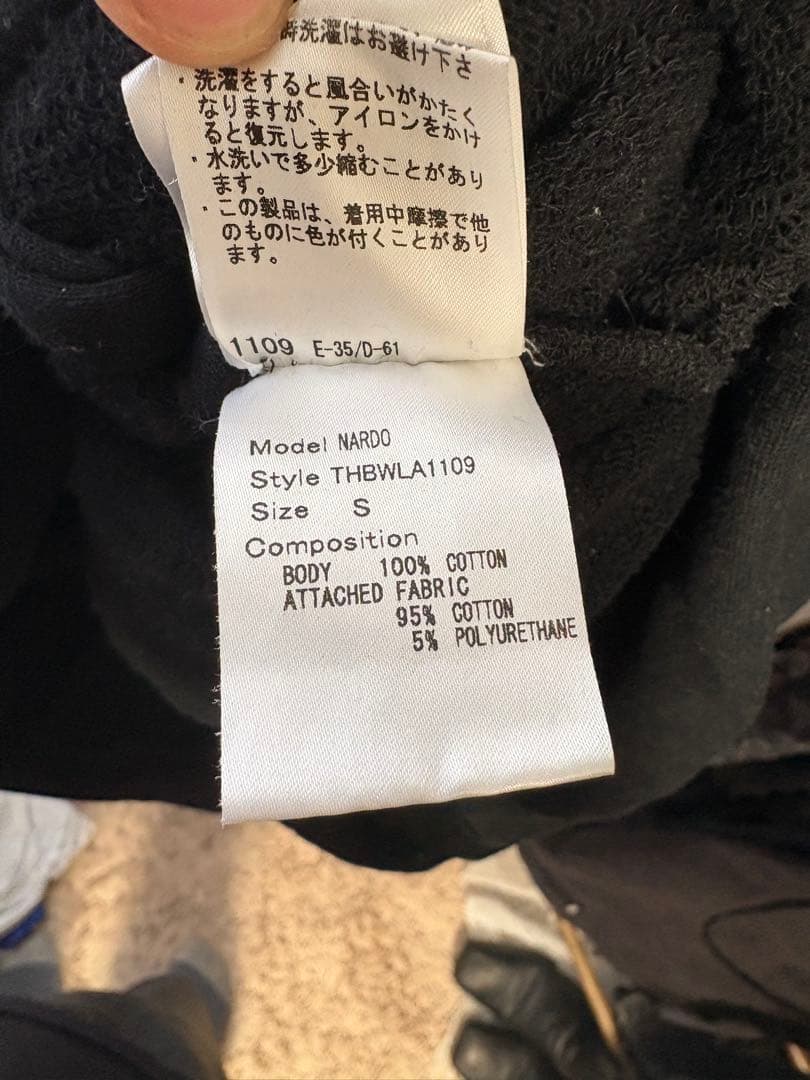 時洗濯はお避け下さ
・洗濯をすると風合いがかたく
なりますが、アイロンをかけ
ると復元します。
・水洗いで多少縮むことがあり
ます。
・この製品は、着用中摩擦で他
のものに色が付くことがあり
ます。
1109 E-35/D-61
Model NARDO
Style THBWLA1109
Size S
Composition
BODY 100% COTTON
ATTACHED FABRIC
95% COTTON
5% POLYURETHANE